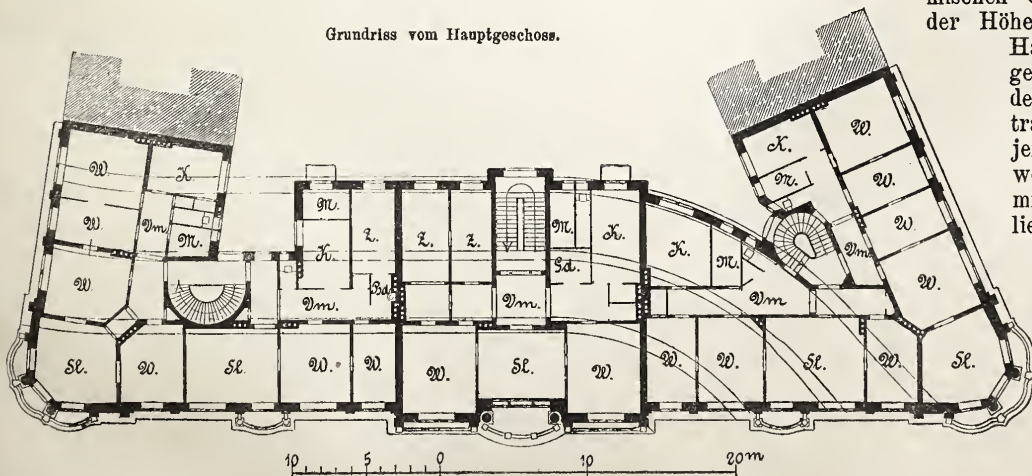 Grundriss vom Hauptgeschoss.
der Höhe
Ha
ge
de
tra
je
we
mi
lie
W. K. W. Vm. M. W. Sl. W. Sl. W. W.
M. K. Z. Z. Z. Bd. Vm. Vm. M. K. Bd.
W. Sl. W.
K. M. Vm W. W. Sl. W. Sl.
K. M. W. W. W. Vm. W.
10 5 0 10 20m